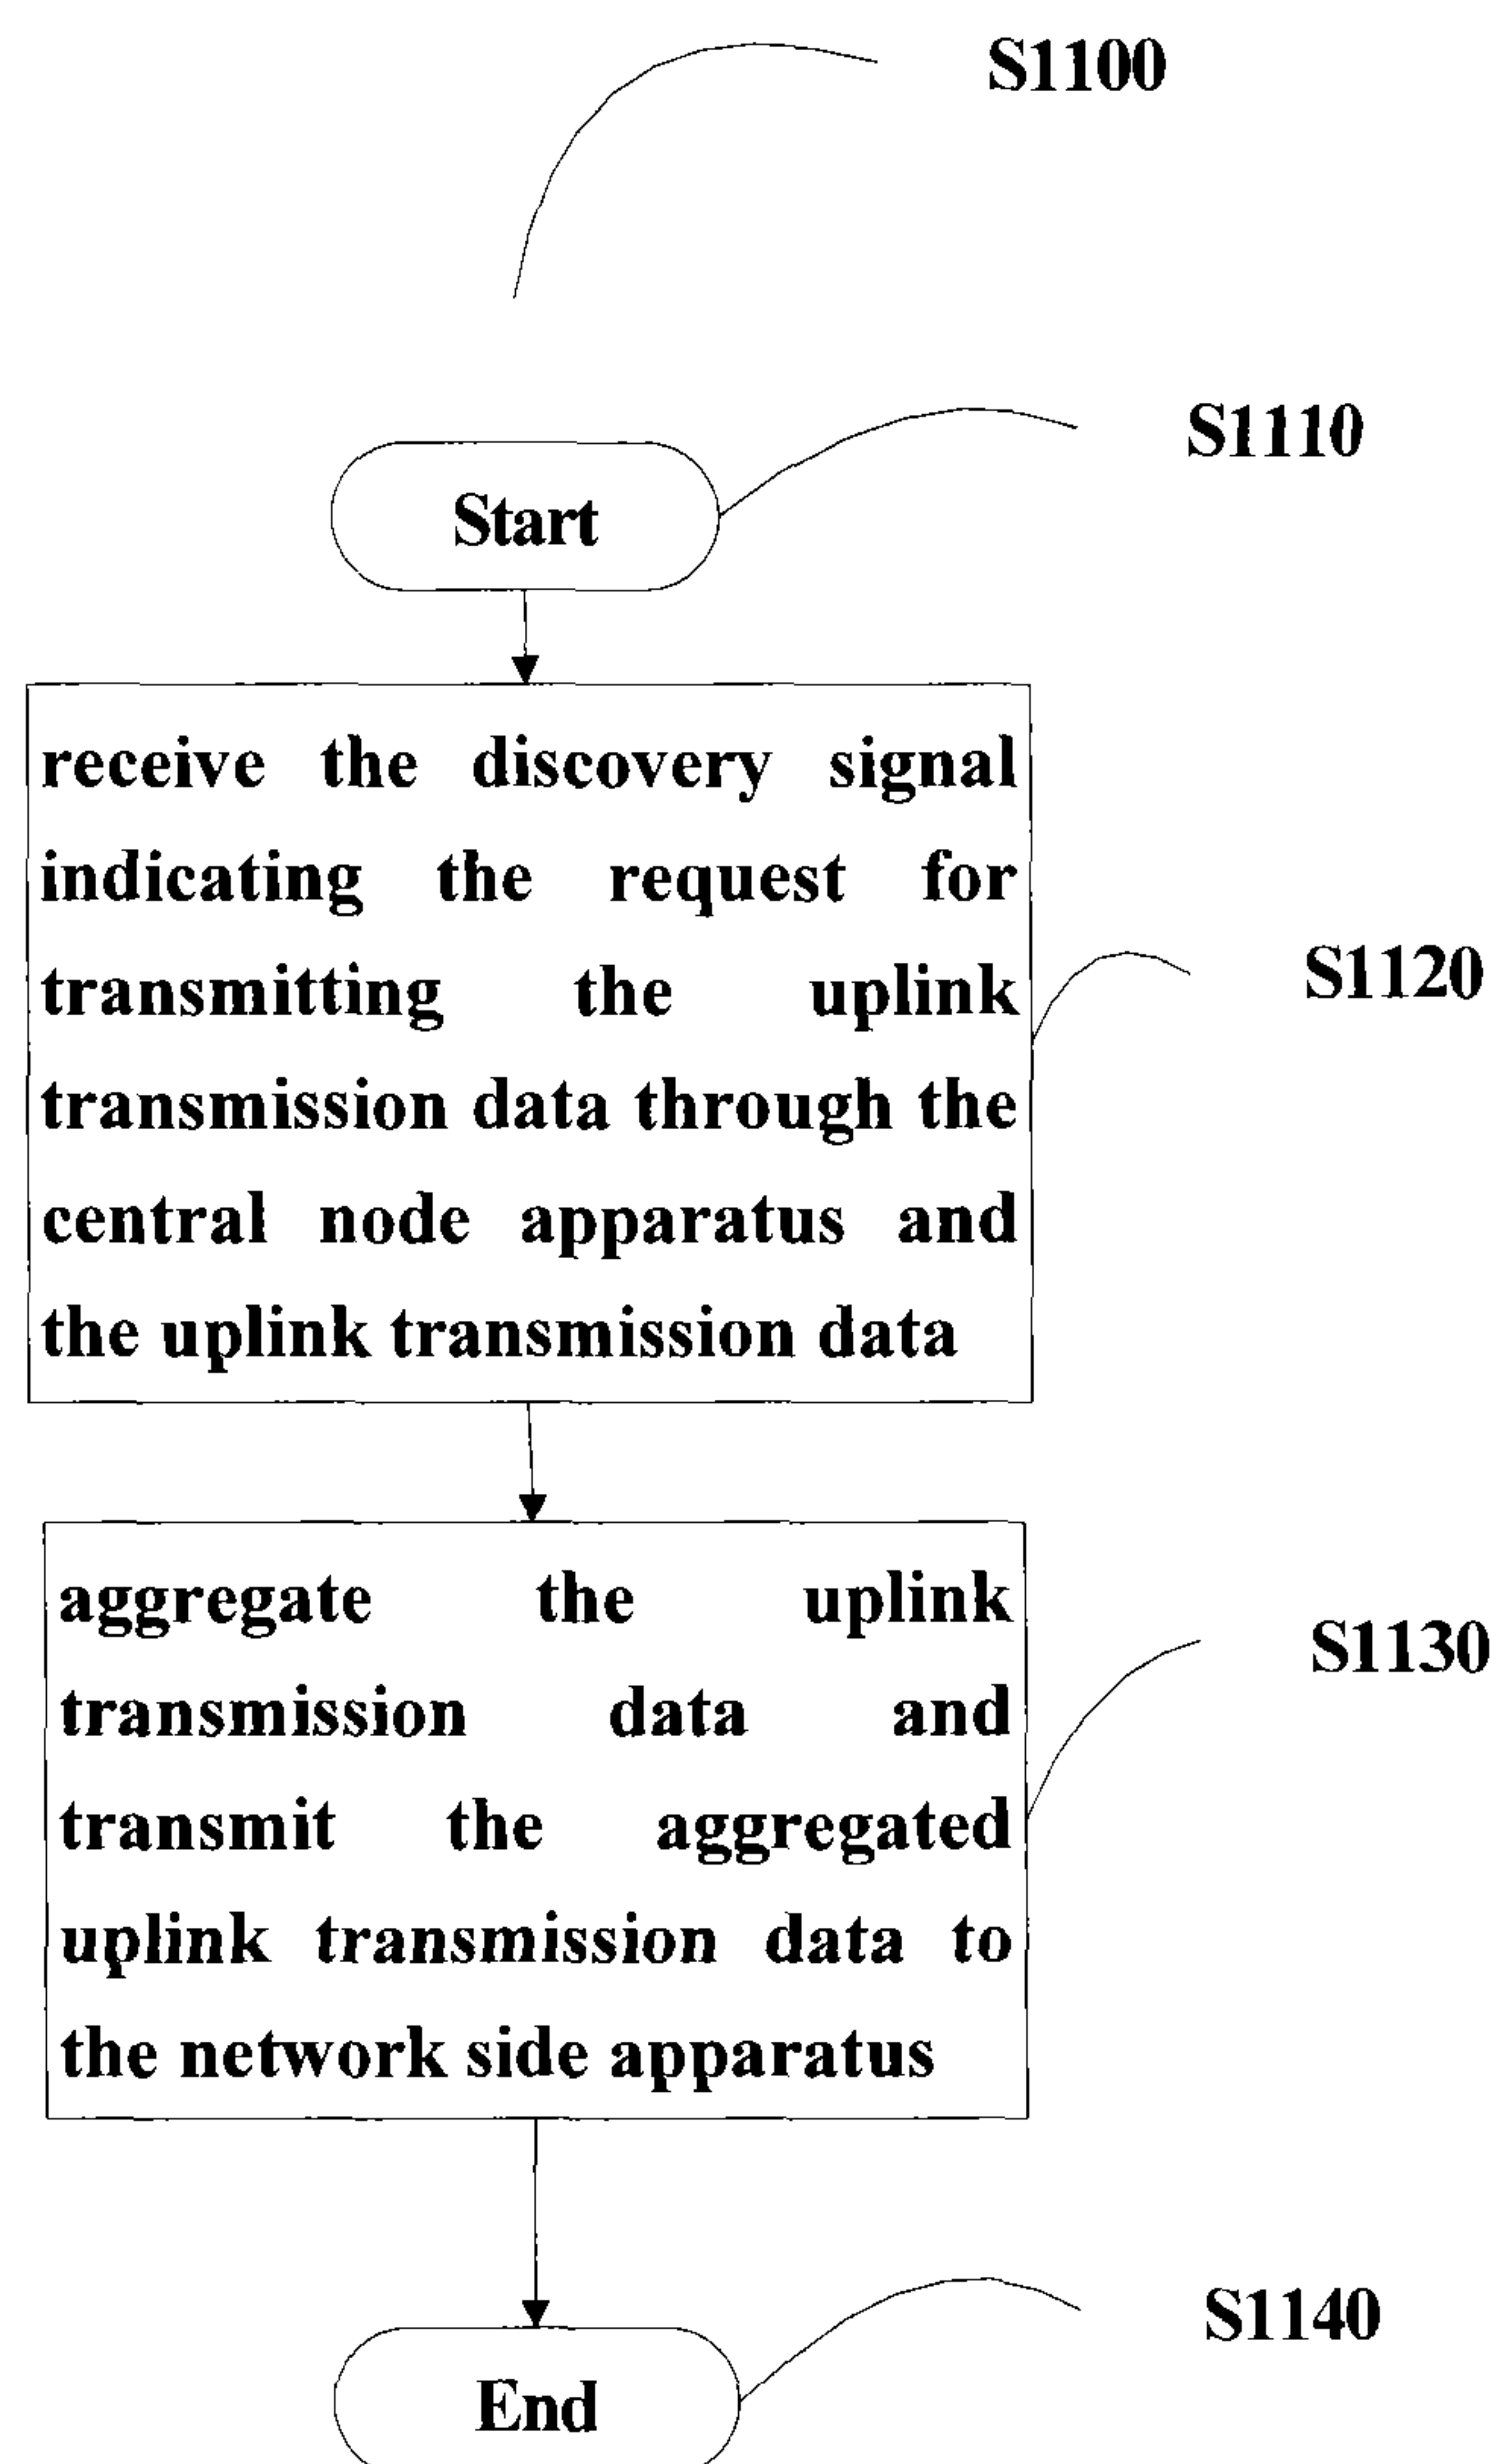 S1100
S1110
Start
receive the discovery signal
indicating the request for
transmitting the uplink
transmission data through the
central node apparatus and
the uplink transmission data
S1120
aggregate the uplink
transmission data and
transmit the aggregated
uplink transmission data to
the network side apparatus
S1130
S1140
End